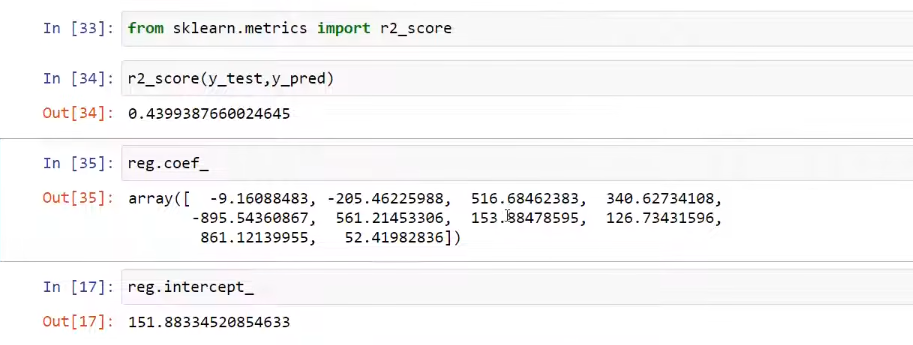 In [33]: from sklearn.metrics import r2_score
In [34]: r2_score(y_test,y_pred)
Out[34]: 0.4399387660024645
In [35]: reg.coef_
Out[35]: array([ -9.16088483, -205.46225988, 516.68462383, 340.62734108,
-895.54360867, 561.21453306, 153.88478595, 126.73431596,
861.12139955, 52.41982836])
In [17]: reg.intercept_
Out[17]: 151.88334520854633